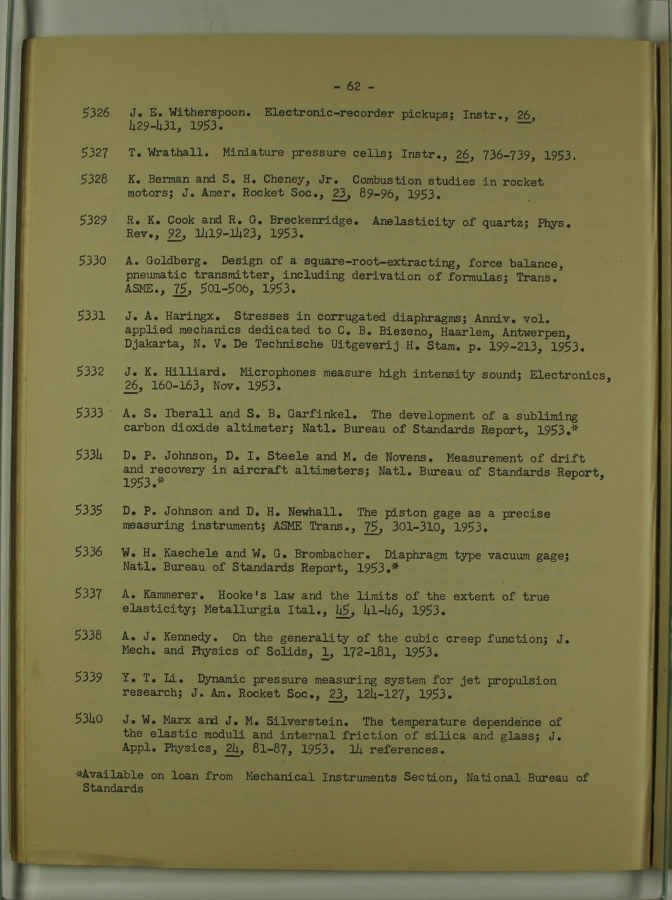 - 62 -
5326 J. E. Witherspoon. Electronic-recorder pickups; Instr., 26,
429-431, 1953.
5327 T. Wrathall. Miniature pressure cells; Instr., 26, 736-739, 1953.
5328 K. Berman and S. H. Cheney, Jr. Combustion studies in rocket
motors; J. Amer. Rocket Soc., 23, 89-96, 1953.
5329 R. K. Cook and R. G. Breckenridge. Anelasticity of quartz; Phys.
Rev., 92, 1419-1423, 1953.
5330 A. Goldberg. Design of a square-root-extracting, force balance,
pneumatic transmitter, including derivation of formulas; Trans.
ASME., 75, 501-506, 1953.
5331 J. A. Haringx. Stresses in corrugated diaphragms; Anniv. vol.
applied mechanics dedicated to C. B. Biezeno, Haarlem, Antwerpen,
Djakarta, N. V. De Technische Uitgeverij H. Stam. p. 199-213, 1953.
5332 J. K. Hilliard. Microphones measure high intensity sound; Electronics,
26, 160-163, Nov. 1953.
5333 A. S. Iberall and S. B. Garfinkel. The development of a subliming
carbon dioxide altimeter; Natl. Bureau of Standards Report, 1953.*
5334 D. P. Johnson, D. I. Steele and M. de Novens. Measurement of drift
and recovery in aircraft altimeters; Natl. Bureau of Standards Report,
1953.*
5335 D. P. Johnson and D. H. Newhall. The piston gage as a precise
measuring instrument; ASME Trans., 75, 301-310, 1953.
5336 W. H. Kaechele and W. G. Brombacher. Diaphragm type vacuum gage;
Natl. Bureau of Standards Report, 1953.*
5337 A. Kammerer. Hooke's law and the limits of the extent of true
elasticity; Metallurgia Ital., 45, 41-46, 1953.
5338 A. J. Kennedy. On the generality of the cubic creep function; J.
Mech. and Physics of Solids, 1, 172-181, 1953.
5339 Y. T. Li. Dynamic pressure measuring system for jet propulsion
research; J. Am. Rocket Soc., 23, 124-127, 1953.
5340 J. W. Marx and J. M. Silverstein. The temperature dependence of
the elastic moduli and internal friction of silica and glass; J.
Appl. Physics, 24, 81-87, 1953. 14 references.
*Available on loan from Mechanical Instruments Section, National Bureau of
Standards